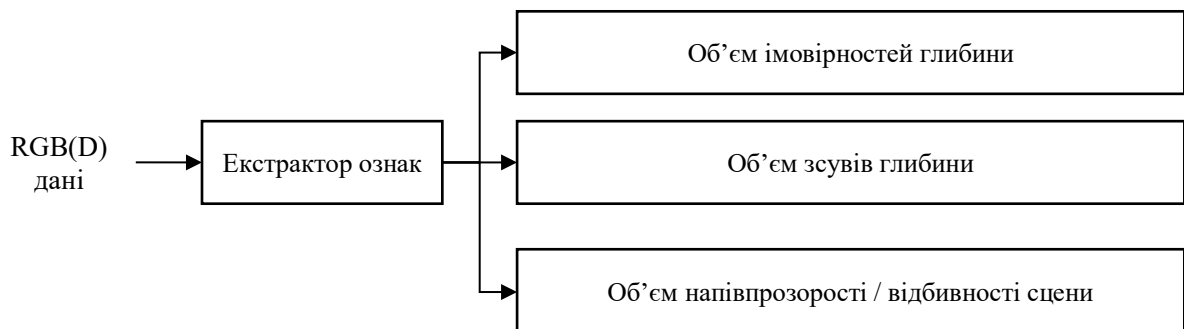 Об’єм імовірностей глибини
RGB(D)
дані
Екстрактор ознак
Об’єм зсувів глибини
Об’єм напівпрозорості / відбивності сцени